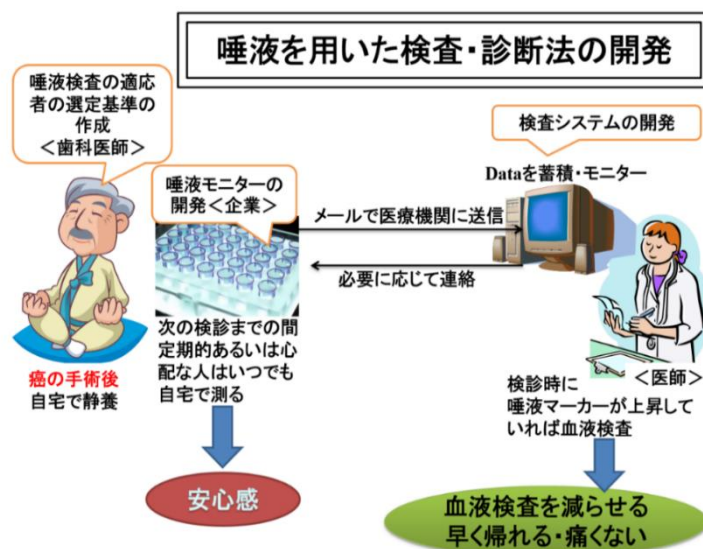 唾液を用いた検査・診断法の開発
唾液検査の適応
者の選定基準の
作成
＜歯科医師＞
唾液モニターの
開発＜企業＞
検査システムの開発
Dataを蓄積・モニター
メールで医療機関に送信
必要に応じて連絡
癌の手術後
自宅で静養
次の検診までの間
定期的あるいは心
配な人はいつでも
自宅で測る
＜医師＞
検診時に
唾液マーカーが上昇して
いれば血液検査
安心感
血液検査を減らせる
早く帰れる・痛くない